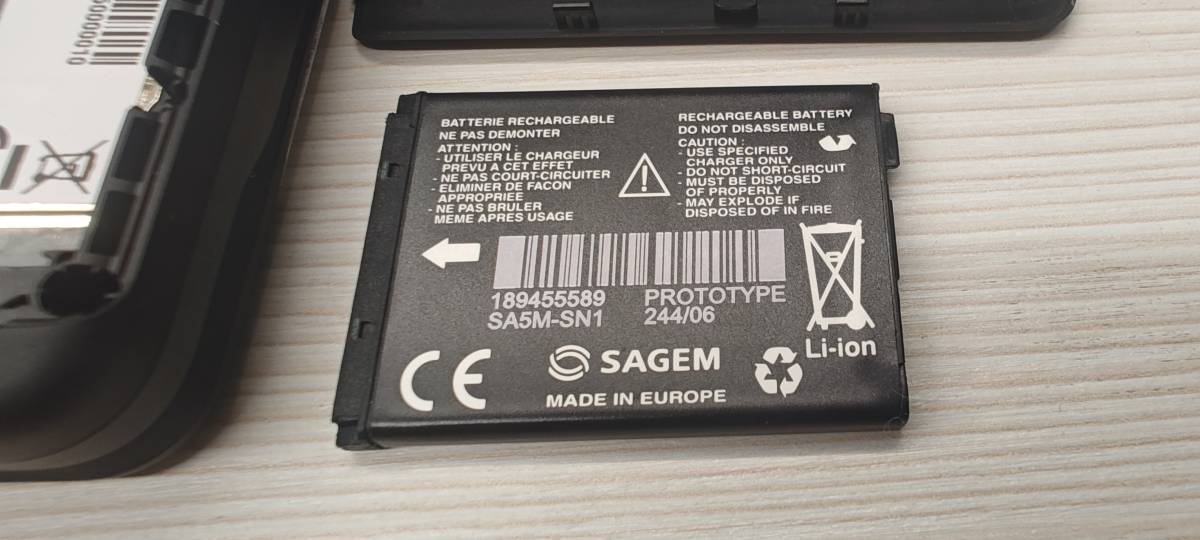 0000010
BATTERIE RECHARGEABLE
NE PAS DEMONTER
ATTENTION :
- UTILISER LE CHARGEUR
PREVU A CET EFFET
- NE PAS COURT-CIRCUITER
- ELIMINER DE FACON
APPROPRIEE
- NE PAS BRULER
MEME APRES USAGE
RECHARGEABLE BATTERY
DO NOT DISASSEMBLE
CAUTION :
- USE SPECIFIED
CHARGER ONLY
- DO NOT SHORT-CIRCUIT
- MUST BE DISPOSED
OF PROPERLY
- MAY EXPLODE IF
DISPOSED OF IN FIRE
189455589 PROTOTYPE
SA5M-SN1 244/06
Li-ion
CE
SAGEM
MADE IN EUROPE